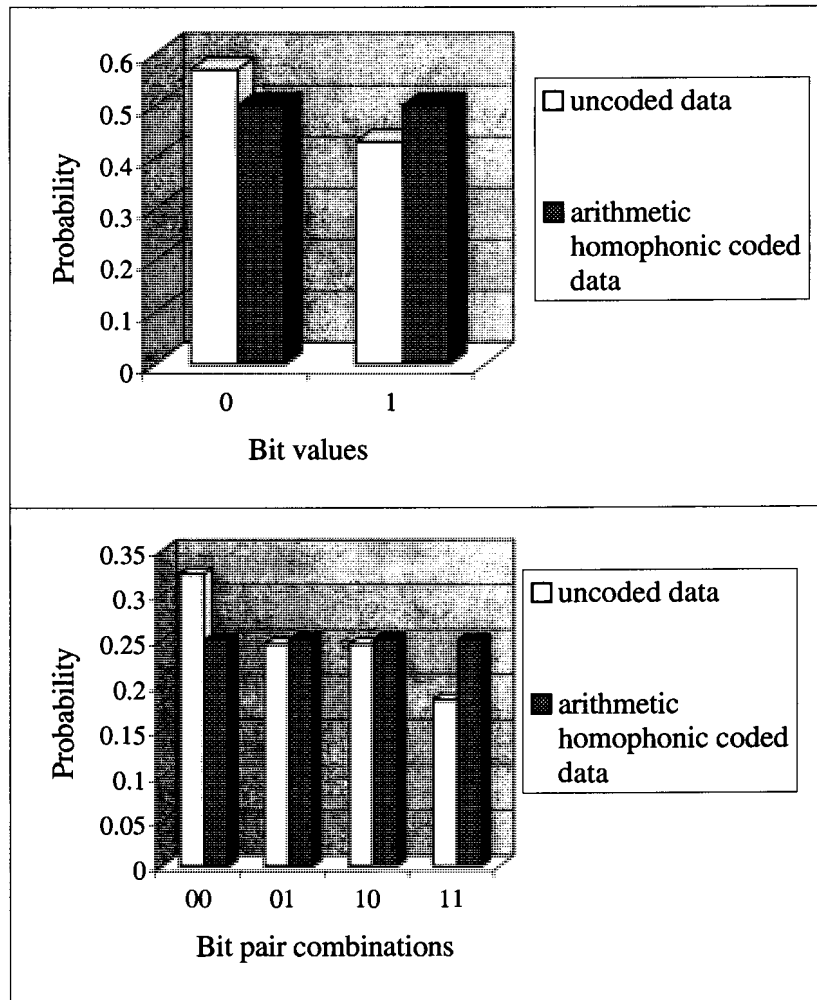 0.6
0.5
0.4
0.3
0.2
0.1
0
Probability
0 1
Bit values
uncoded data
arithmetic
homophonic coded
data
0.35
0.3
0.25
0.2
0.15
0.1
0.05
0
Probability
00 01 10 11
Bit pair combinations
uncoded data
arithmetic
homophonic coded
data